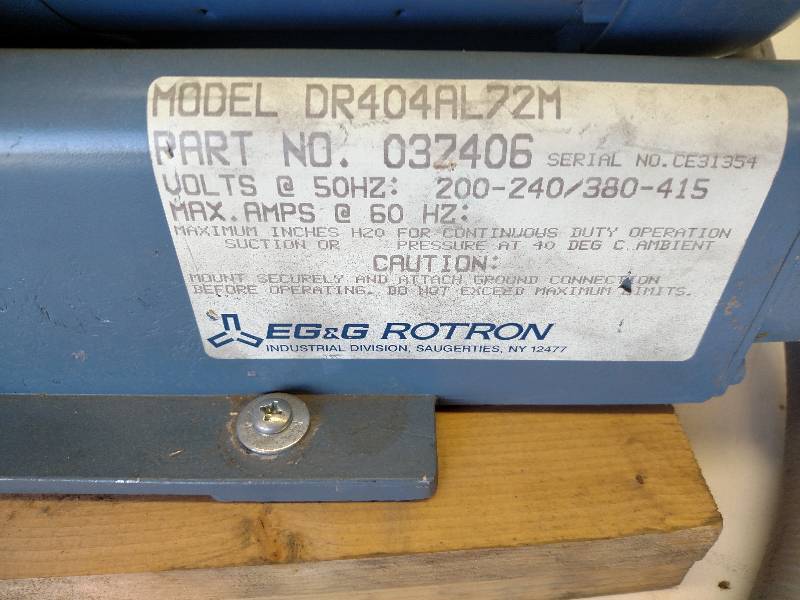 MODEL DR404AL72M
PART NO. 037406 SERIAL NO.CE31354
VOLTS @ 50HZ: 200-240/380-415
MAX.AMPS @ 60 HZ:
MAXIMUM INCHES H2O FOR CONTINUOUS DUTY OPERATION
SUCTION OR PRESSURE AT 40 DEG C.AMBIENT
CAUTION:
MOUNT SECURELY AND ATTACH GROUND CONNECTION
BEFORE OPERATING. DO NOT EXCEED MAXIMUM LIMITS.
EG&G ROTRON
INDUSTRIAL DIVISION, SAUGERTIES, NY 12477